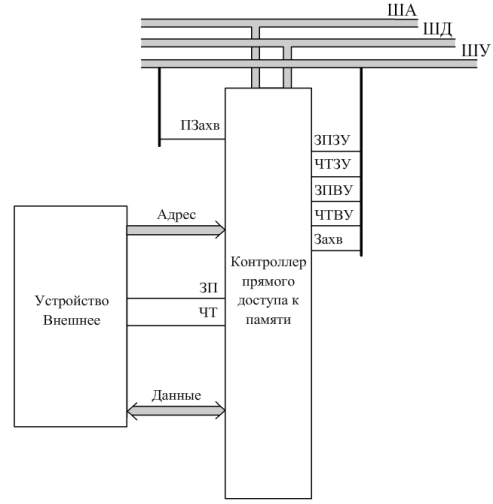 ША
ШД
ШУ
ПЗахв
ЗПЗУ
ЧТЗУ
ЗПВУ
ЧТВУ
Захв
Адрес
Контроллер
прямого
доступа к
памяти
Устройство
Внешнее
ЗП
ЧТ
Данные